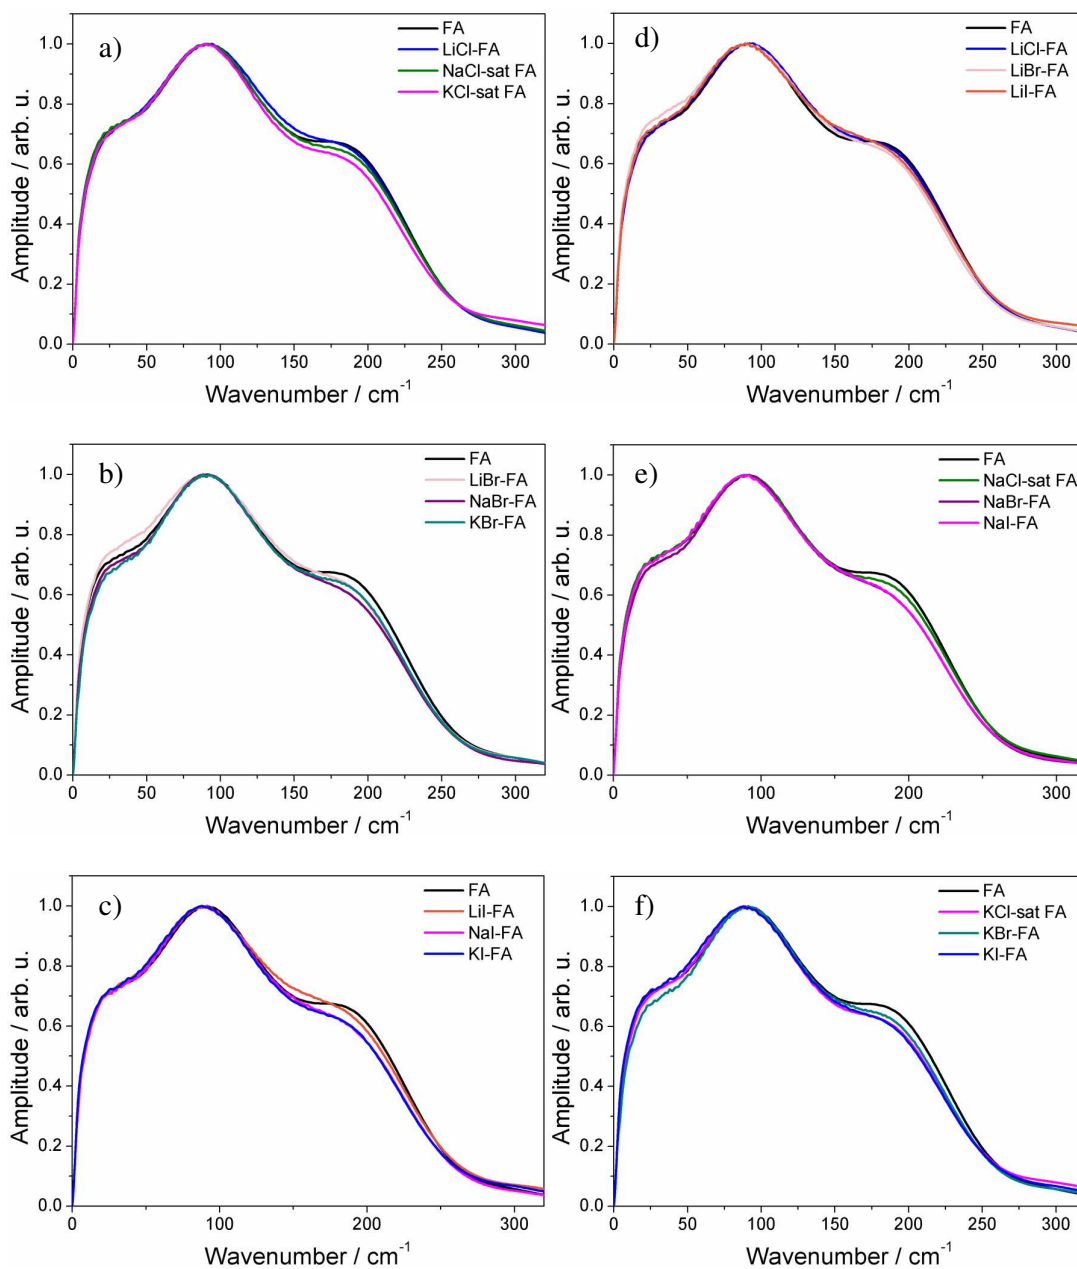 a)
FA
LiCl-FA
NaCl-sat FA
KCl-sat FA
Amplitude / arb. u.
1.0
0.8
0.6
0.4
0.2
0.0
0 50 100 150 200 250 300
Wavenumber / cm⁻¹
d)
FA
LiCl-FA
LiBr-FA
LiI-FA
Amplitude / arb. u.
1.0
0.8
0.6
0.4
0.2
0.0
0 50 100 150 200 250 300
Wavenumber / cm⁻¹
b)
FA
LiBr-FA
NaBr-FA
KBr-FA
Amplitude / arb. u.
1.0
0.8
0.6
0.4
0.2
0.0
0 50 100 150 200 250 300
Wavenumber / cm⁻¹
e)
FA
NaCl-sat FA
NaBr-FA
NaI-FA
Amplitude / arb. u.
1.0
0.8
0.6
0.4
0.2
0.0
0 50 100 150 200 250 300
Wavenumber / cm⁻¹
c)
FA
LiI-FA
NaI-FA
KI-FA
Amplitude / arb. u.
1.0
0.8
0.6
0.4
0.2
0.0
0 100 200 250 300
Wavenumber / cm⁻¹
f)
FA
KCl-sat FA
KBr-FA
KI-FA
Amplitude / arb. u.
1.0
0.8
0.6
0.4
0.2
0.0
0 50 100 150 200 250 300
Wavenumber / cm⁻¹